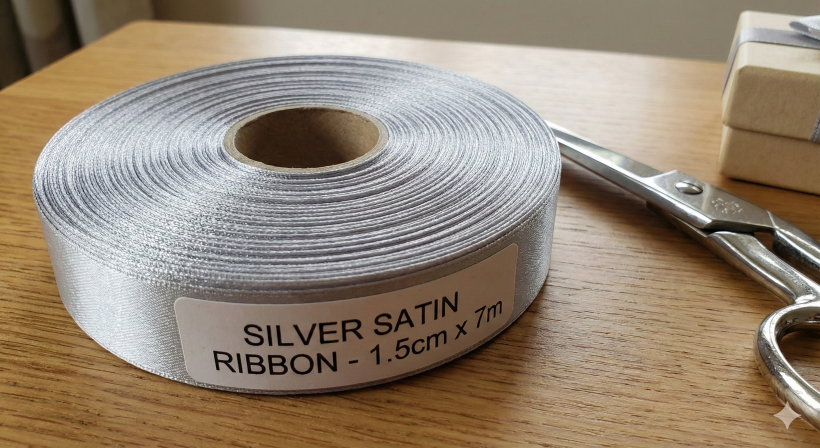 SILVER SATIN
RIBBON - 1.5cm x 7m